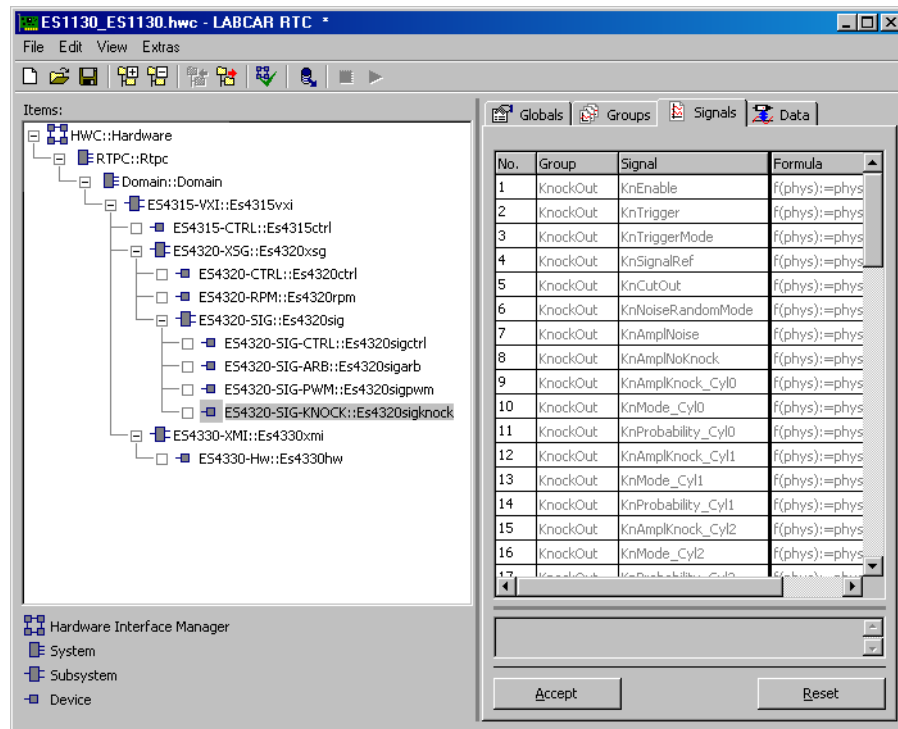 ES1130_ES1130.hwc - LABCAR RTC *
File Edit View Extras
Items:
HWC::Hardware
RTPC::Rtpc
Domain::Domain
ES4315-VXI::Es4315vxi
ES4315-CTRL::Es4315ctrl
ES4320-XSG::Es4320xsg
ES4320-CTRL::Es4320ctrl
ES4320-RPM::Es4320rpm
ES4320-SIG::Es4320sig
ES4320-SIG-CTRL::Es4320sigctrl
ES4320-SIG-ARB::Es4320sigarb
ES4320-SIG-PWM::Es4320sigpwm
ES4320-SIG-KNOCK::Es4320sigknock
ES4330-XMI::Es4330xmi
ES4330-Hw::Es4330hw
Hardware Interface Manager
System
Subsystem
Device
Globals Groups Signals Data
No. Group Signal Formula
1 KnockOut KnEnable f(phys):=phys
2 KnockOut KnTrigger f(phys):=phys
3 KnockOut KnTriggerMode f(phys):=phys
4 KnockOut KnSignalRef f(phys):=phys
5 KnockOut KnCutOut f(phys):=phys
6 KnockOut KnNoiseRandomMode f(phys):=phys
7 KnockOut KnAmplNoise f(phys):=phys
8 KnockOut KnAmplNoKnock f(phys):=phys
9 KnockOut KnAmplKnock_Cyl0 f(phys):=phys
10 KnockOut KnMode_Cyl0 f(phys):=phys
11 KnockOut KnProbability_Cyl0 f(phys):=phys
12 KnockOut KnAmplKnock_Cyl1 f(phys):=phys
13 KnockOut KnMode_Cyl1 f(phys):=phys
14 KnockOut KnProbability_Cyl1 f(phys):=phys
15 KnockOut KnAmplKnock_Cyl2 f(phys):=phys
16 KnockOut KnMode_Cyl2 f(phys):=phys
17 KnockOut KnProbability_Cyl2 f(phys):=phys
Accept Reset